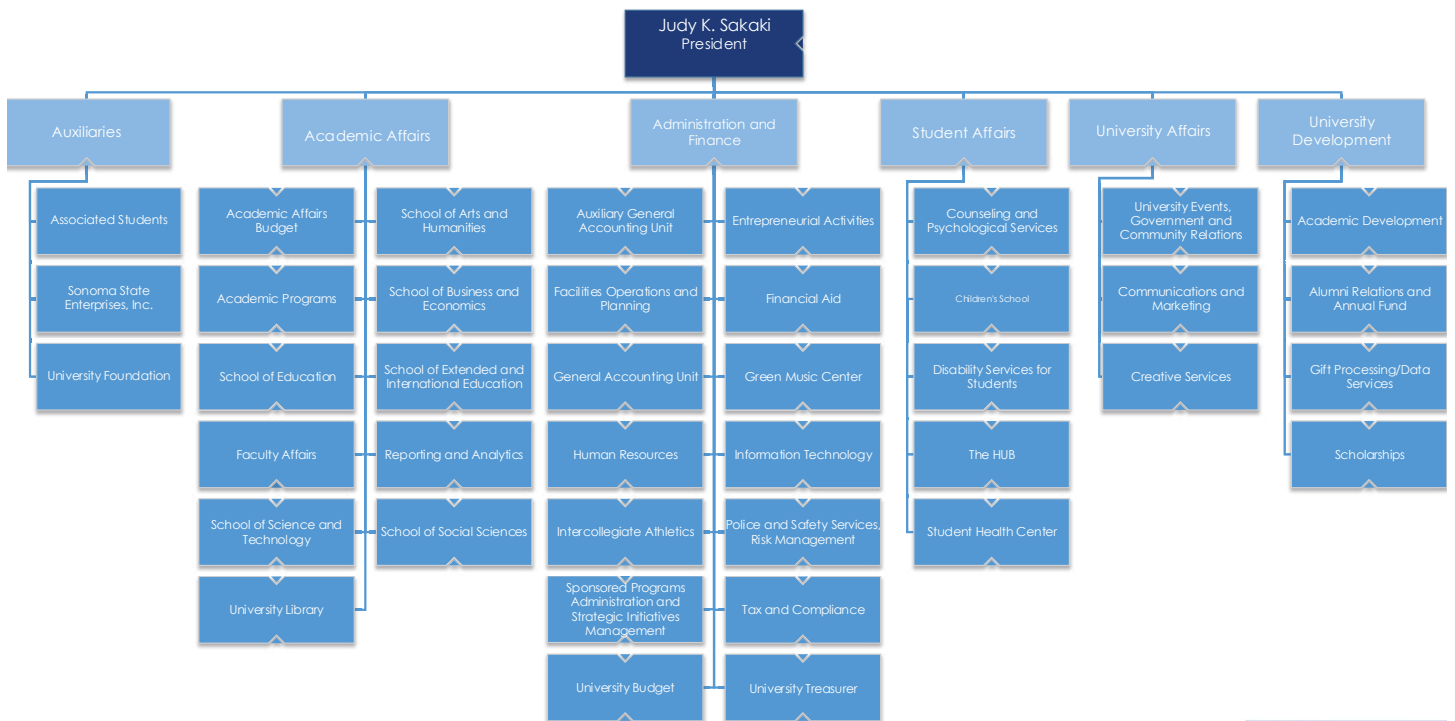 Judy K. Sakaki
President
Auxiliaries
Academic Affairs
Administration and
Finance
Student Affairs
University Affairs
University
Development
Associated Students
Sonoma State
Enterprises, Inc.
University Foundation
Academic Affairs
Budget
Academic Programs
School of Education
Faculty Affairs
School of Science and
Technology
University Library
School of Arts and
Humanities
School of Business and
Economics
School of Extended and
International Education
Reporting and Analytics
School of Social Sciences
Auxiliary General
Accounting Unit
Facilities Operations and
Planning
General Accounting Unit
Human Resources
Intercollegiate Athletics
Sponsored Programs
Administration and
Strategic Initiatives
Management
University Budget
Entrepreneurial Activities
Financial Aid
Green Music Center
Information Technology
Police and Safety Services,
Risk Management
Tax and Compliance
University Treasurer
Counseling and
Psychological Services
Children's School
Disability Services for
Students
The HUB
Student Health Center
University Events,
Government and
Community Relations
Communications and
Marketing
Creative Services
Academic Development
Alumni Relations and
Annual Fund
Gift Processing/Data
Services
Scholarships